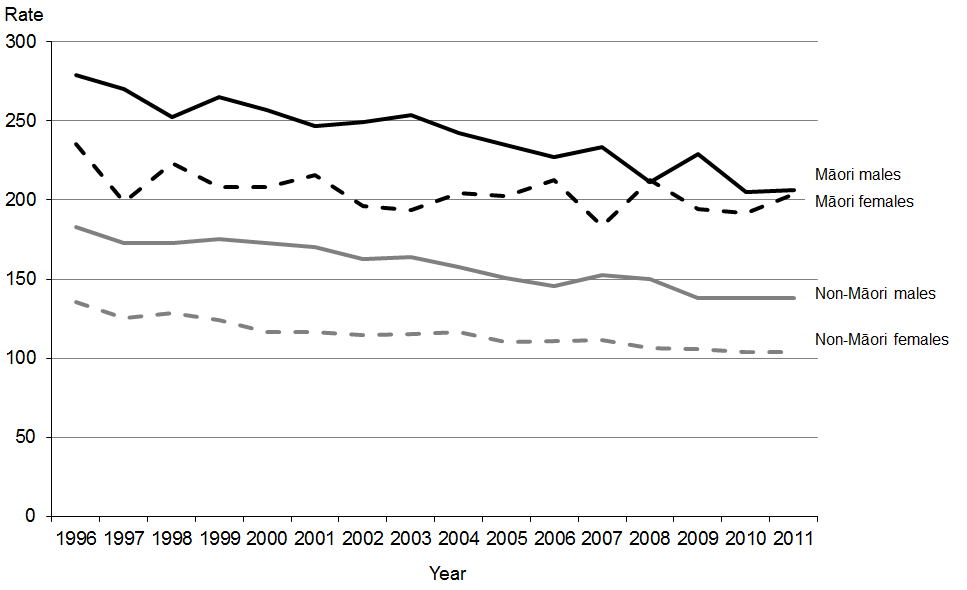 Rate
300
250
200
150
100
50
0
Māori males
Māori females
Non-Māori males
Non-Māori females
1996 1997 1998 1999 2000 2001 2002 2003 2004 2005 2006 2007 2008 2009 2010 2011
Year